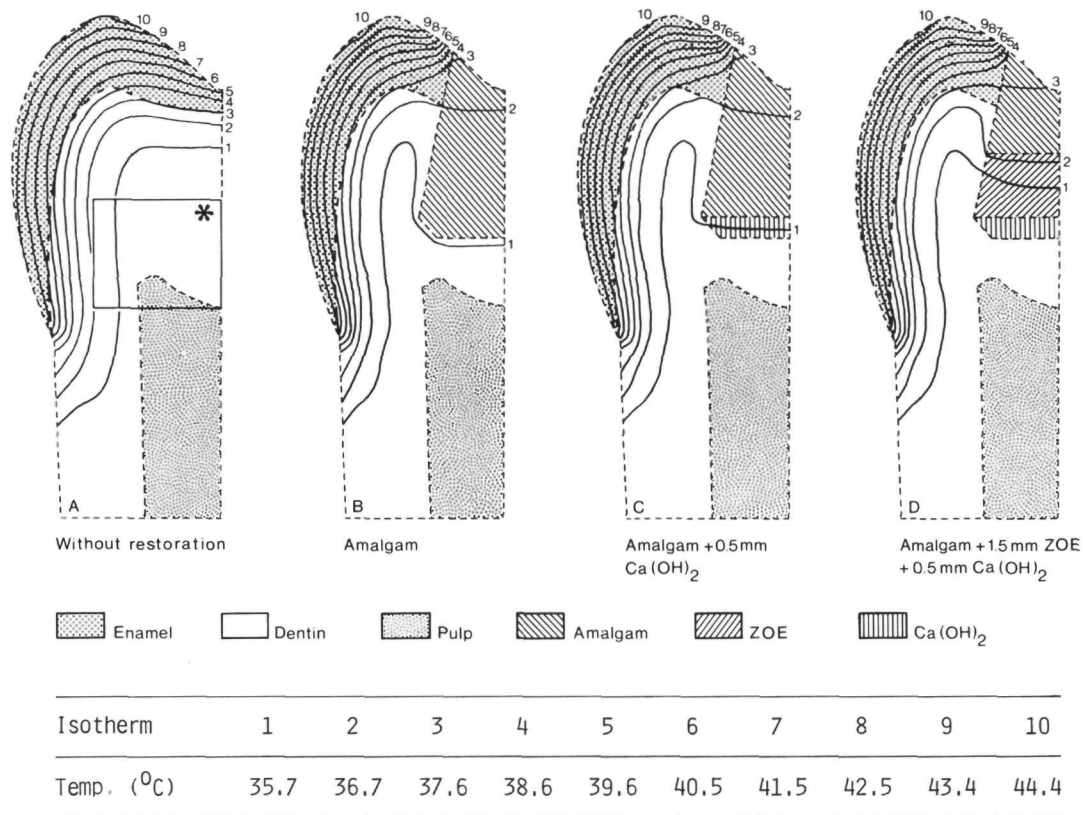 10 9 8 7 6 5 4 3 2 1
10 9 8 7 6 5 4 3 2 1
10 9 8 7 6 5 4 3 2 1
10 9 8 7 6 5 4 3 2 1
*
A B C D
Without restoration
Amalgam
Amalgam + 0.5 mm
Ca (OH)2
Amalgam + 1.5 mm ZOE
+ 0.5 mm Ca (OH)2
Enamel Dentin Pulp Amalgam ZOE Ca (OH)2
Isotherm 1 2 3 4 5 6 7 8 9 10
Temp. (°C) 35.7 36.7 37.6 38.6 39.6 40.5 41.5 42.5 43.4 44.4